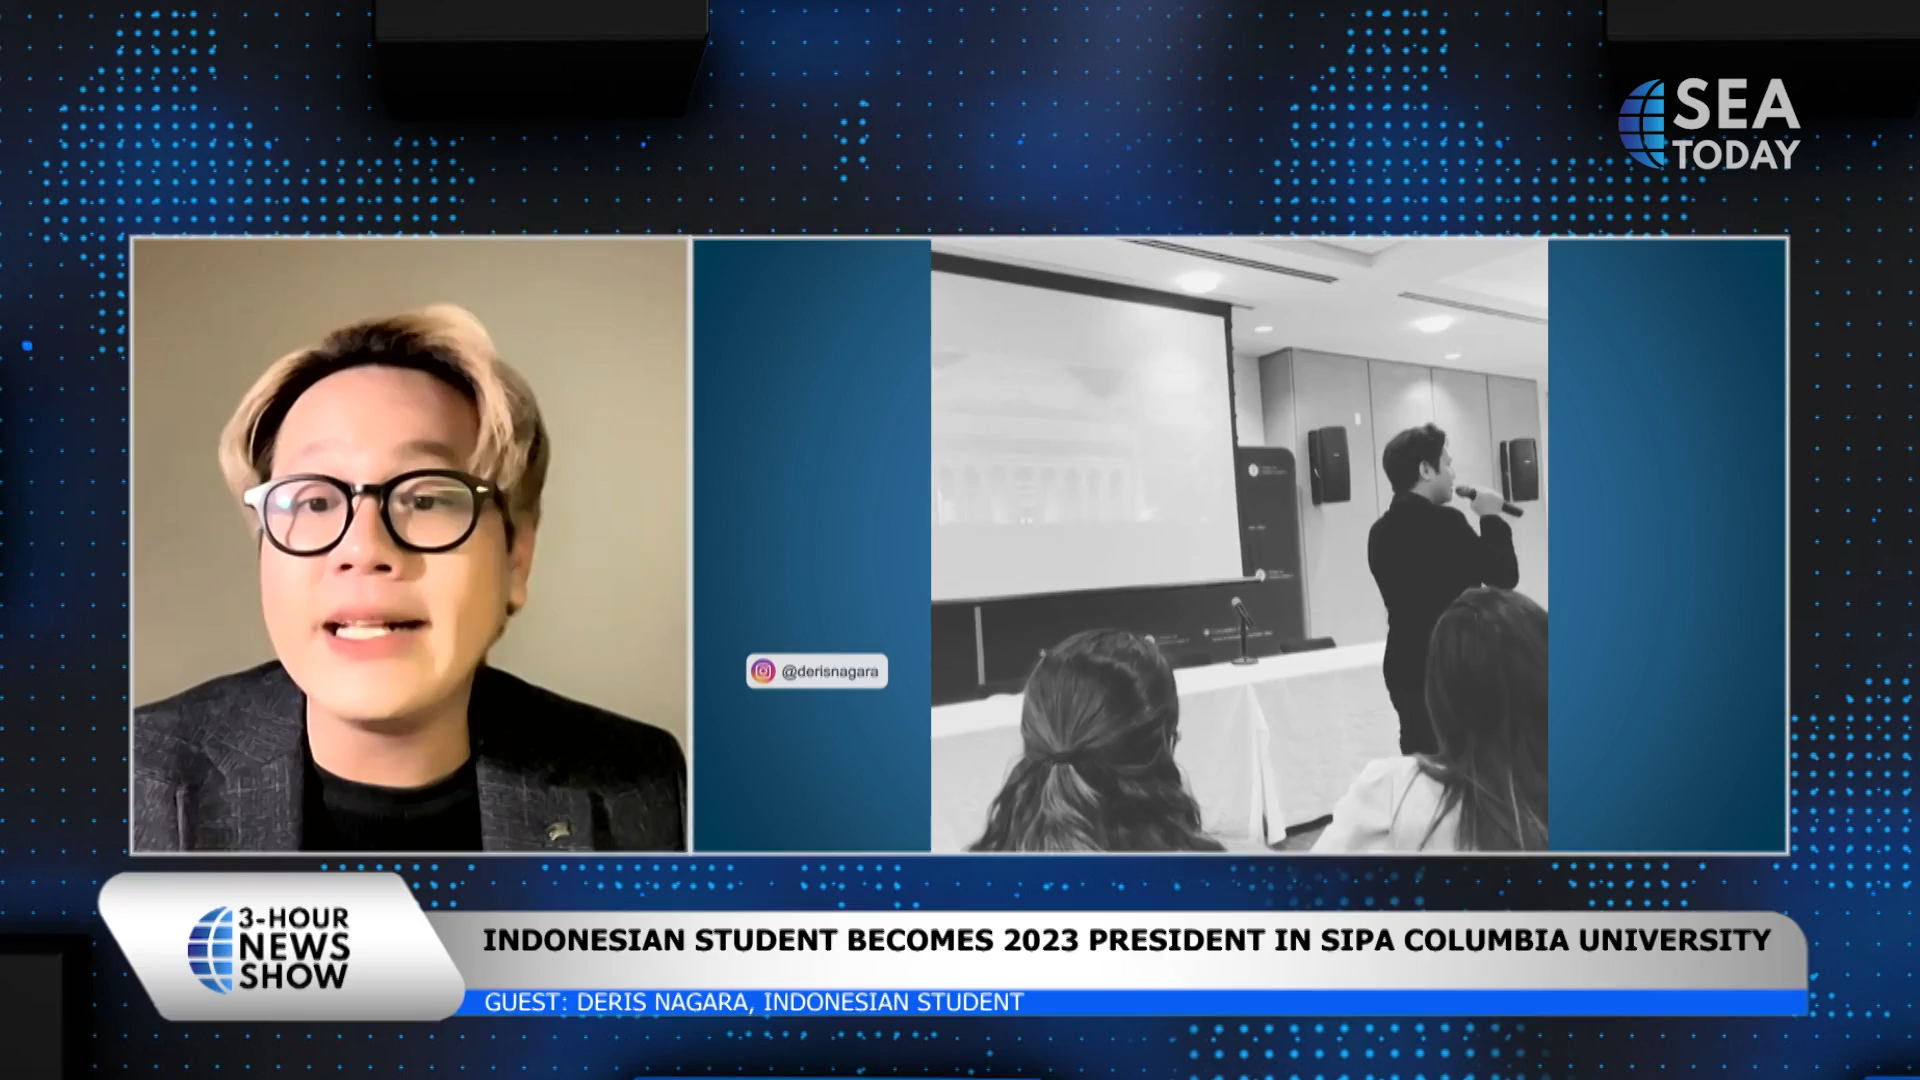 SEA
TODAY
@derisnagara
3-HOUR
NEWS
SHOW
INDONESIAN STUDENT BECOMES 2023 PRESIDENT IN SIPA COLUMBIA UNIVERSITY
GUEST: DERIS NAGARA, INDONESIAN STUDENT